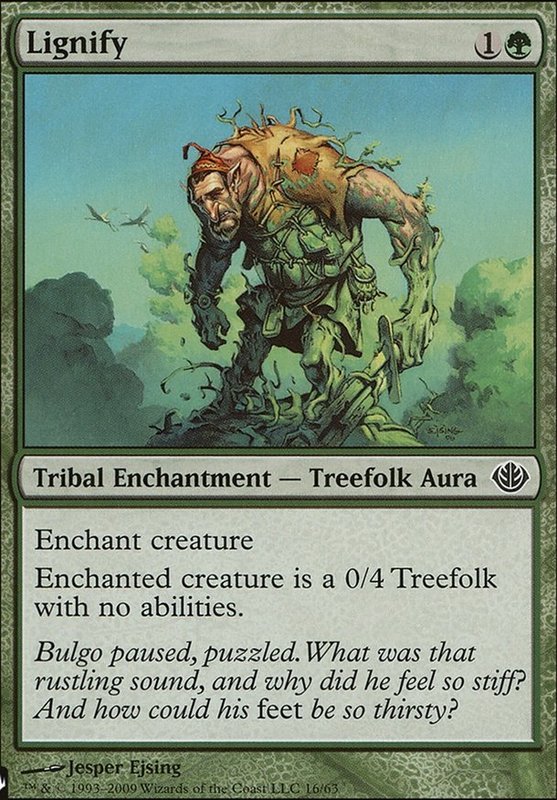 Lignify
1
EJSING
Tribal Enchantment — Treefolk Aura
Enchant creature
Enchanted creature is a 0/4 Treefolk
with no abilities.
Bulgo paused, puzzled. What was that
rustling sound, and why did he feel so stiff?
And how could his feet be so thirsty?
Jesper Ejsing
™ & © 1993–2009 Wizards of the Coast LLC 16/63